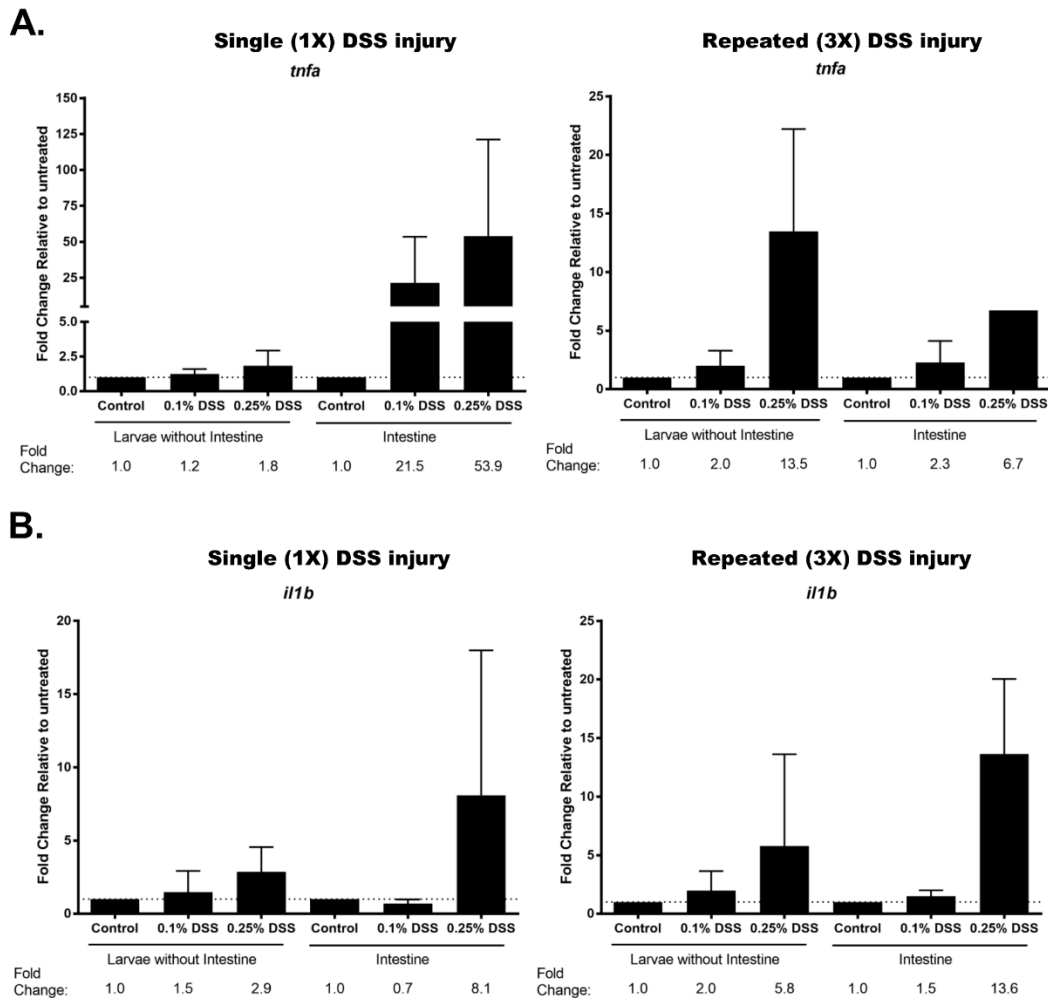 A.
Single (1X) DSS injury
tnfa
Fold Change Relative to untreated
150
125
100
75
50
25
5.0
2.5
0.0
Control 0.1% DSS 0.25% DSS Control 0.1% DSS 0.25% DSS
Larvae without Intestine Intestine
Fold
Change: 1.0 1.2 1.8 1.0 21.5 53.9
Repeated (3X) DSS injury
tnfa
Fold Change Relative to untreated
25
20
15
10
5
0
Control 0.1% DSS 0.25% DSS Control 0.1% DSS 0.25% DSS
Larvae without Intestine Intestine
Fold
Change: 1.0 2.0 13.5 1.0 2.3 6.7
B.
Single (1X) DSS injury
il1b
Fold Change Relative to untreated
20
15
10
5
0
Control 0.1% DSS 0.25% DSS Control 0.1% DSS 0.25% DSS
Larvae without Intestine Intestine
Fold
Change: 1.0 1.5 2.9 1.0 0.7 8.1
Repeated (3X) DSS injury
il1b
Fold Change Relative to untreated
25
20
15
10
5
0
Control 0.1% DSS 0.25% DSS Control 0.1% DSS 0.25% DSS
Larvae without Intestine Intestine
Fold
Change: 1.0 2.0 5.8 1.0 1.5 13.6